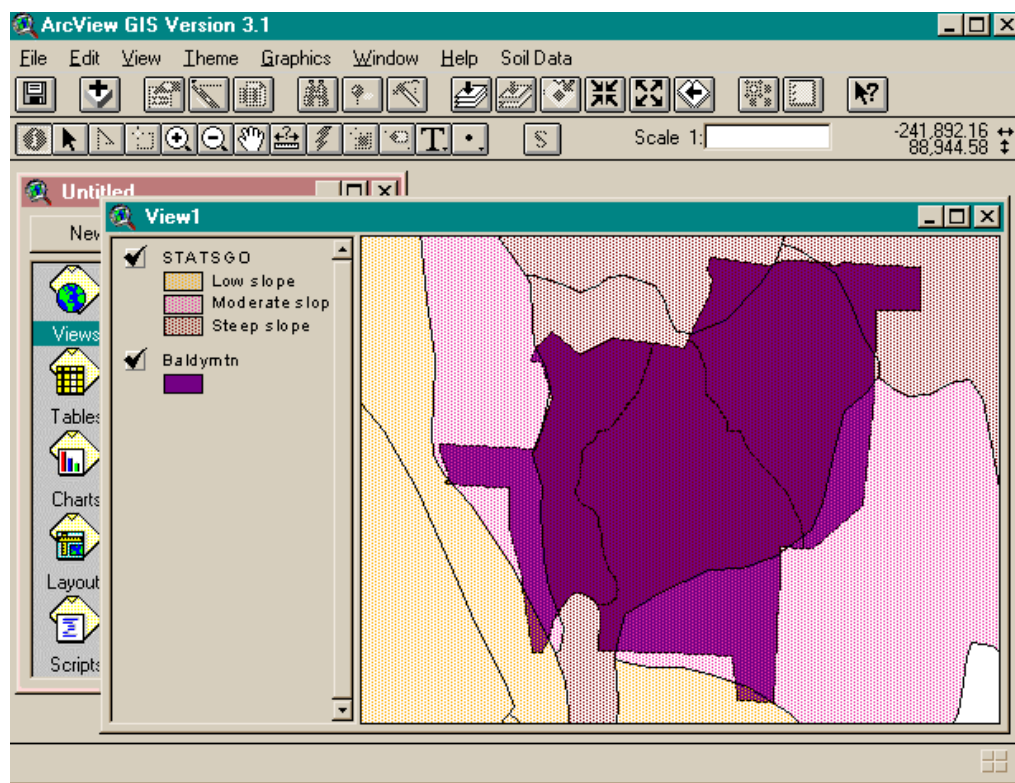 ArcView GIS Version 3.1
File Edit View Theme Graphics Window Help Soil Data
Scale 1: -241,892.16
88,944.58
Untitled
View1
New
STATSGO
Low slope
Moderate slop
Steep slope
Views
Baldymtn
Tables
Charts
Layout
Scripts